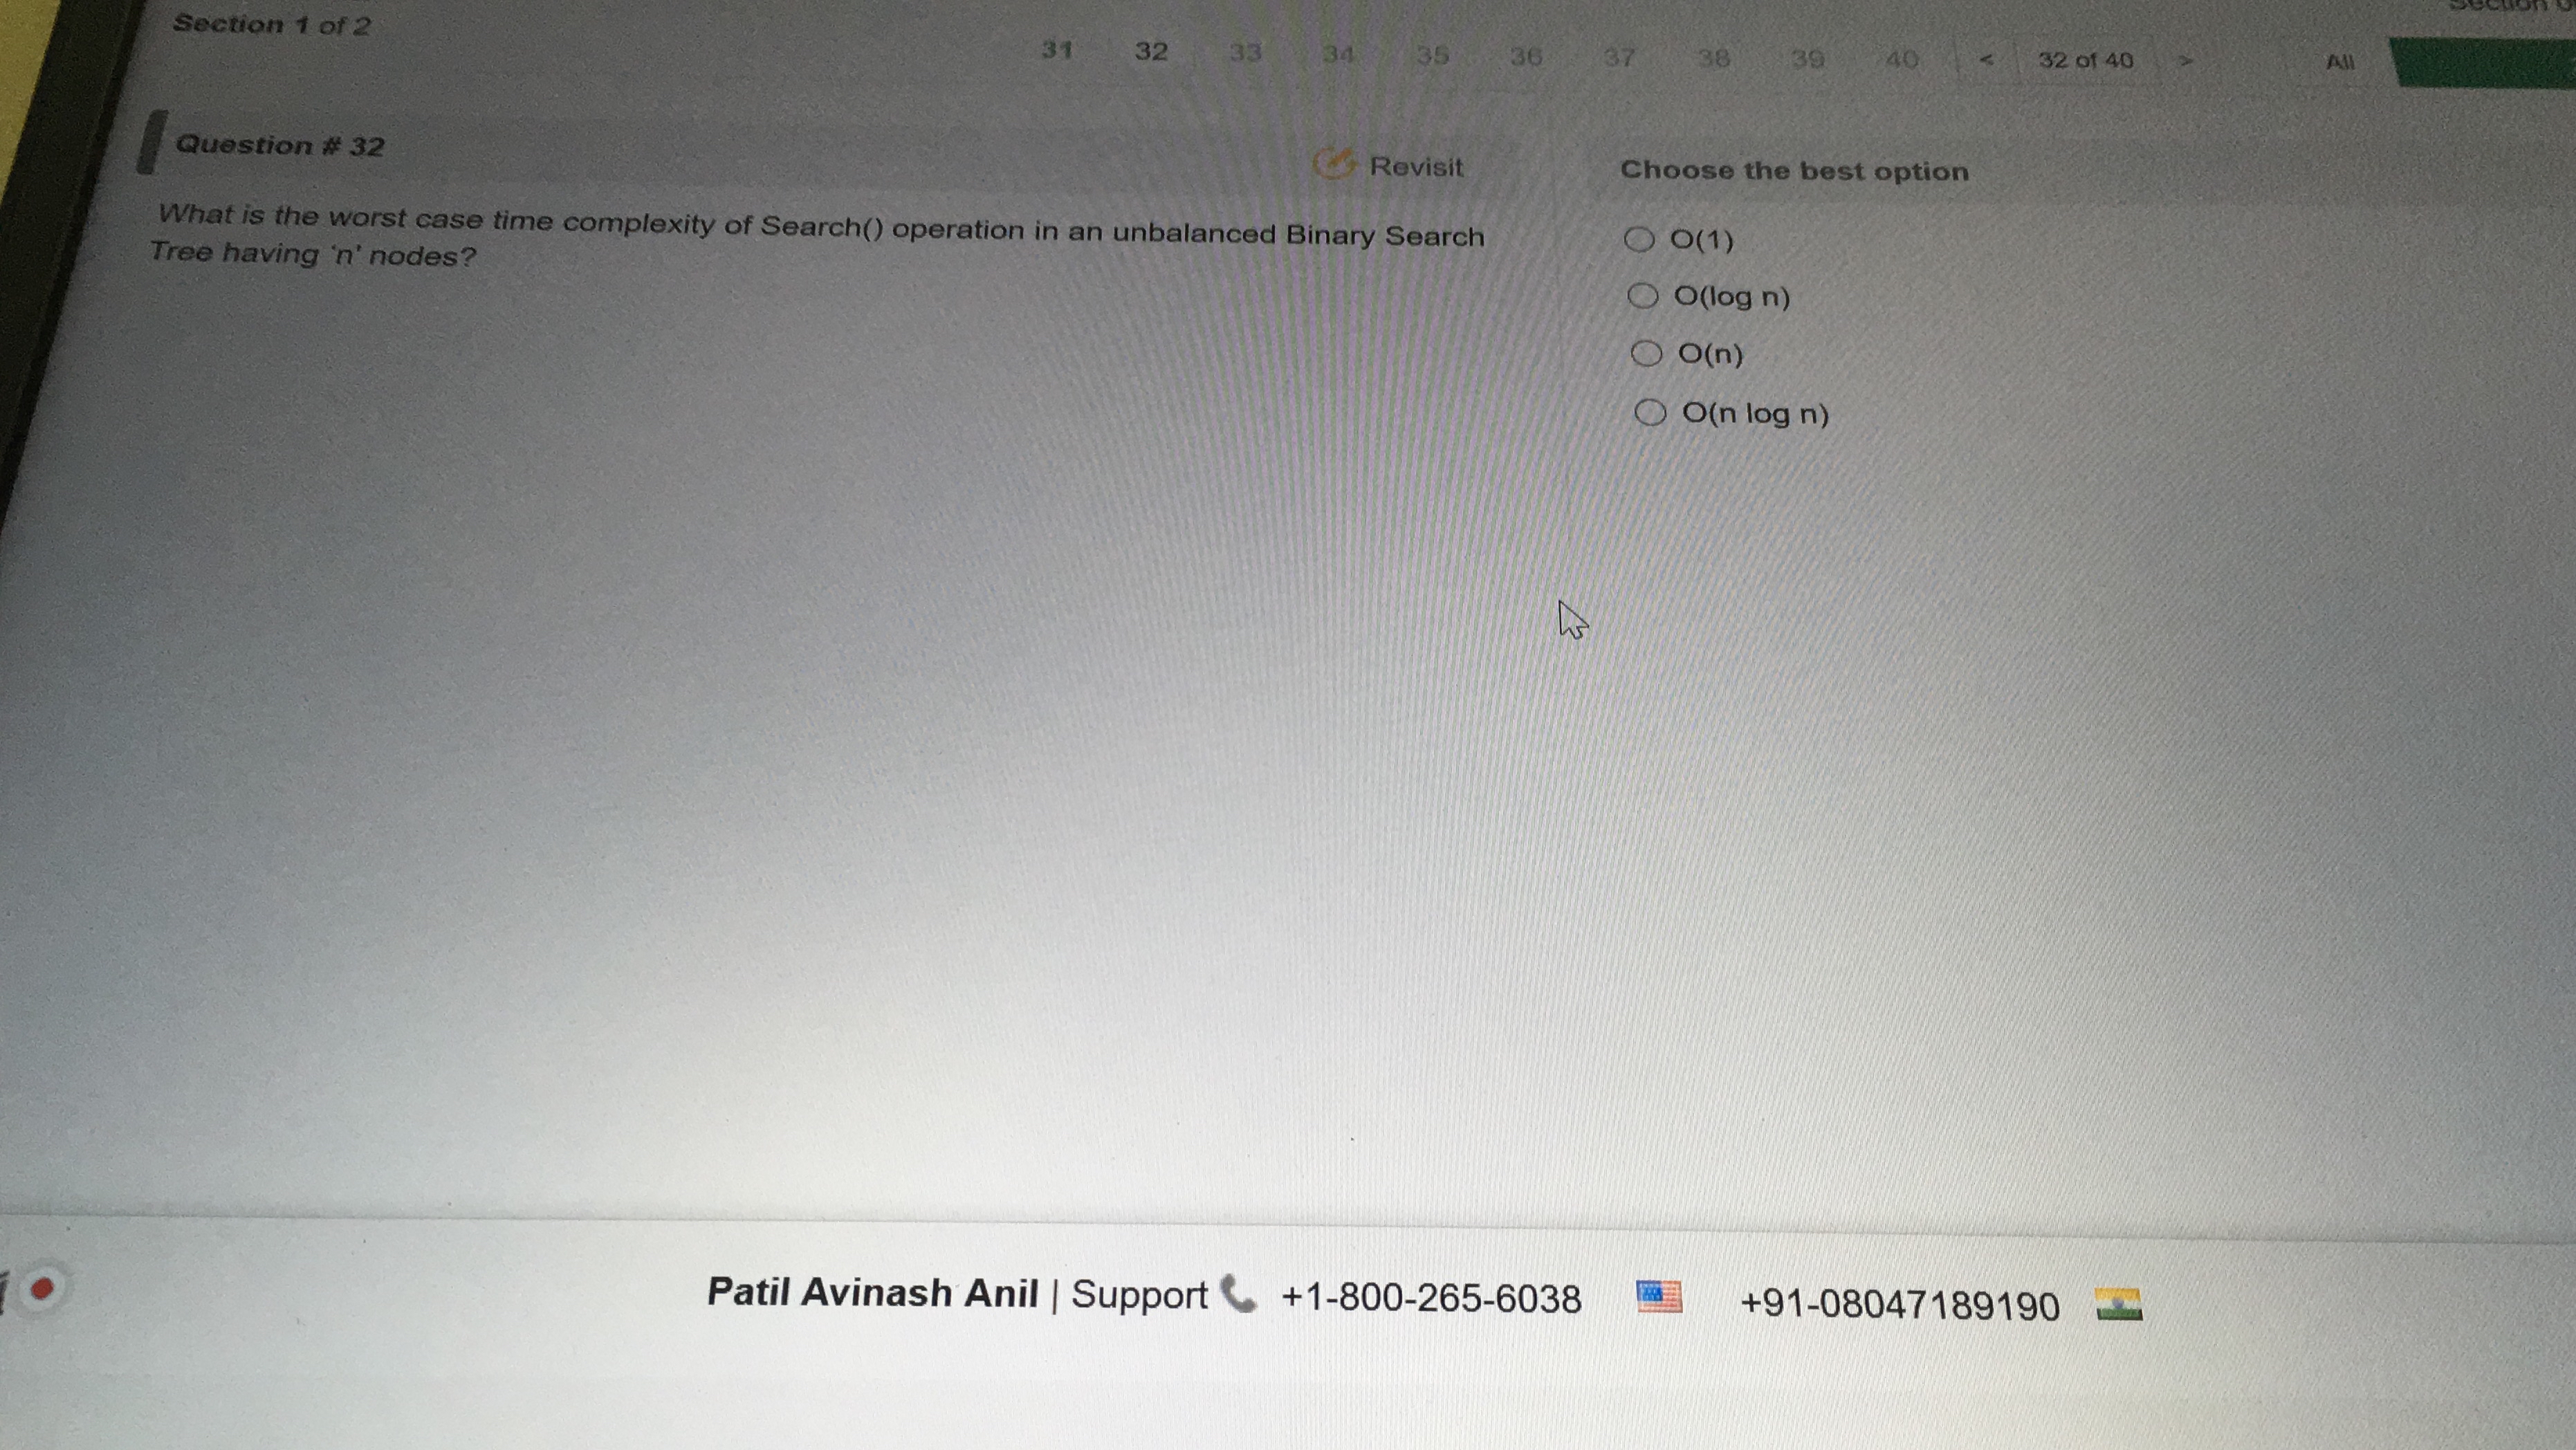 Section 1 of 2
31 32 33 34 35 36 37 38 39 40 < 32 of 40 > All
Question # 32
Revisit
What is the worst case time complexity of Search() operation in an unbalanced Binary Search
Tree having 'n' nodes?
Choose the best option
O(1)
O(log n)
O(n)
O(n log n)
Patil Avinash Anil | Support +1-800-265-6038 +91-08047189190